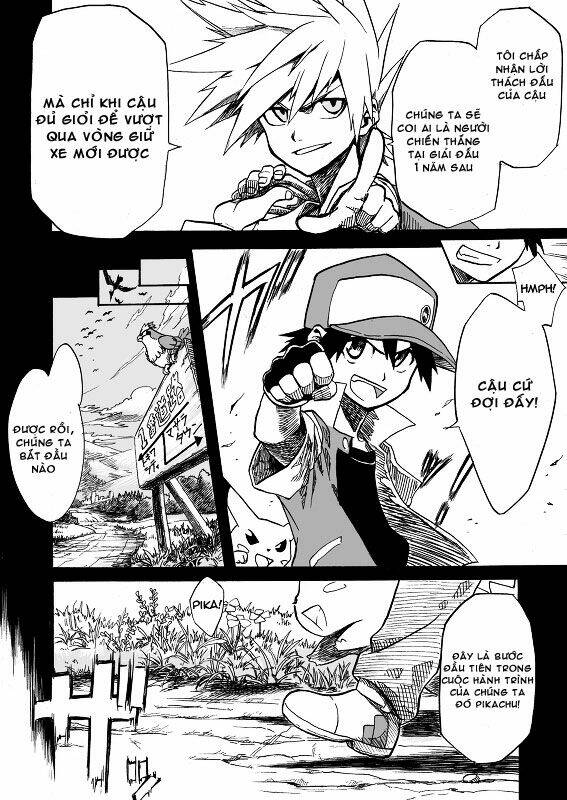 TÔI CHẤP
NHẬN LỜI
THÁCH ĐẤU
CỦA CẬU
CHÚNG TA SẼ
COI AI LÀ NGƯỜI
CHIẾN THẮNG
TẠI GIẢI ĐẤU
1 NĂM SAU
MÀ CHỈ KHI CẬU
ĐỦ GIỎI ĐỂ VƯỢT
QUA VÒNG GIỮ
XE MỚI ĐƯỢC
HMPH!
CẬU CỨ
ĐỢI ĐẤY!
ĐƯỢC RỒI,
CHÚNG TA
BẮT ĐẦU
NÀO
PIKA!
ĐÂY LÀ BƯỚC
ĐẦU TIÊN TRONG
CUỘC HÀNH TRÌNH
CỦA CHÚNG TA
ĐÓ PIKACHU!